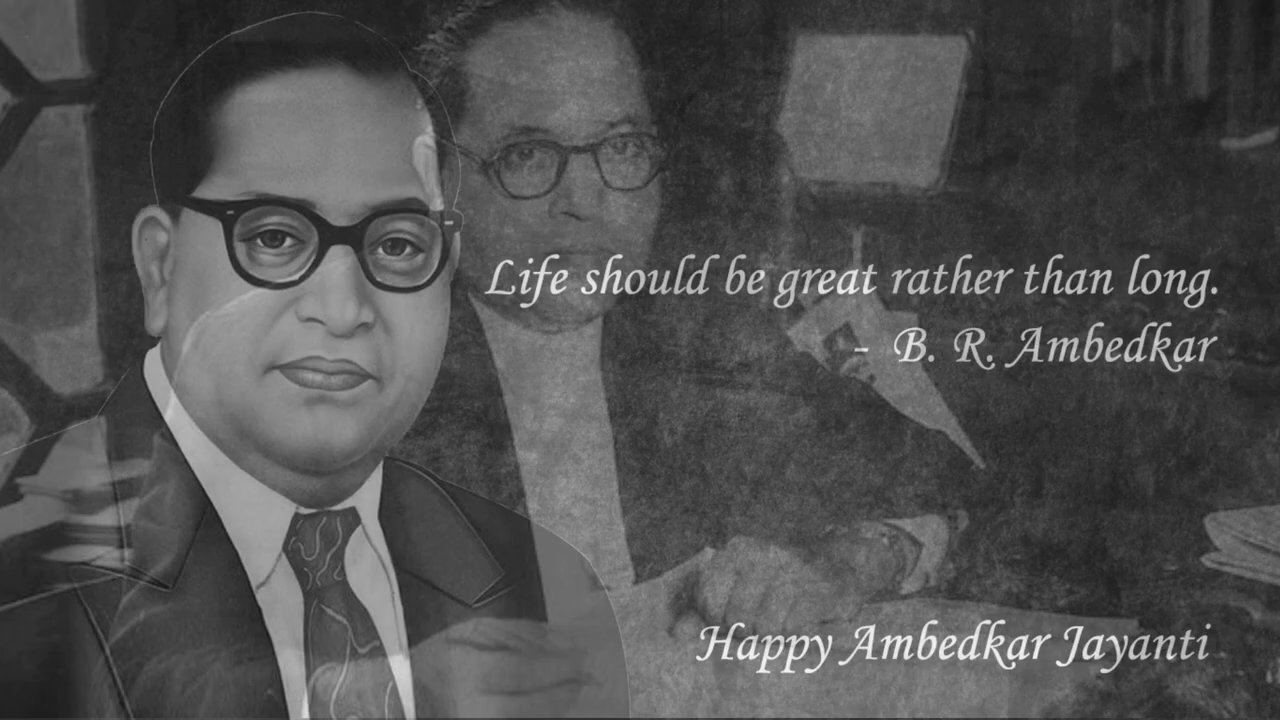 Life should be great rather than long.
- B. R. Ambedkar
Happy Ambedkar Jayanti